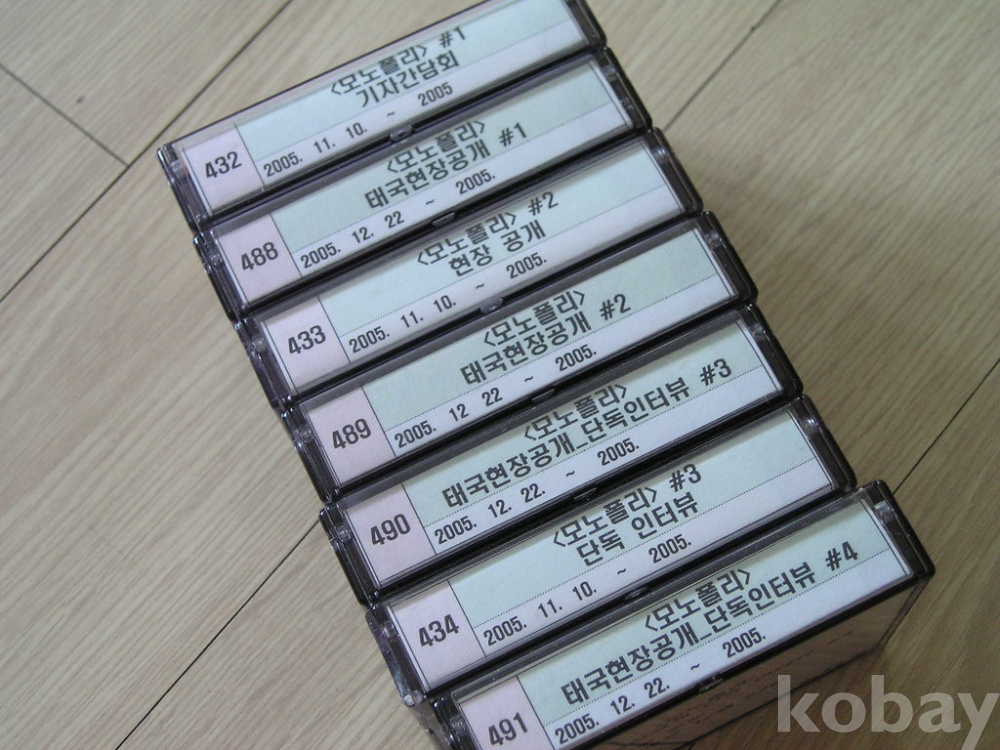 <모노폴리> #1
기자간담회
432
2005. 11. 10. ~ 2005
<모노폴리>
태국현장공개 #1
488
2005. 12. 22 ~ 2005.
<모노폴리> #2
현장 공개
433
2005. 11. 10. ~ 2005.
<모노폴리>
태국현장공개 #2
489
2005. 12 22 ~ 2005.
<모노폴리>
태국현장공개_단독인터뷰 #3
490
2005. 12. 22. ~ 2005.
<모노폴리> #3
단독 인터뷰
434
2005. 11. 10. ~ 2005.
<모노폴리>
태국현장공개_단독인터뷰 #4
491
2005. 12. 22. ~ 2005.
kobay